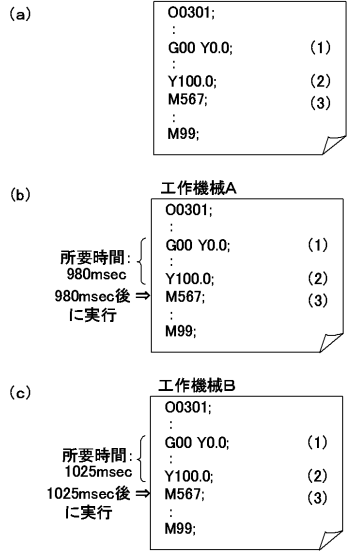 (a)
O0301;
:
G00 Y0.0; (1)
:
Y100.0; (2)
M567; (3)
:
M99;
(b)
工作機械A
O0301;
:
所要時間:
980msec
G00 Y0.0; (1)
:
Y100.0; (2)
980msec後
に実行
⇒
M567; (3)
:
M99;
(c)
工作機械B
O0301;
:
所要時間:
1025msec
G00 Y0.0; (1)
:
Y100.0; (2)
1025msec後
に実行
⇒
M567; (3)
:
M99;